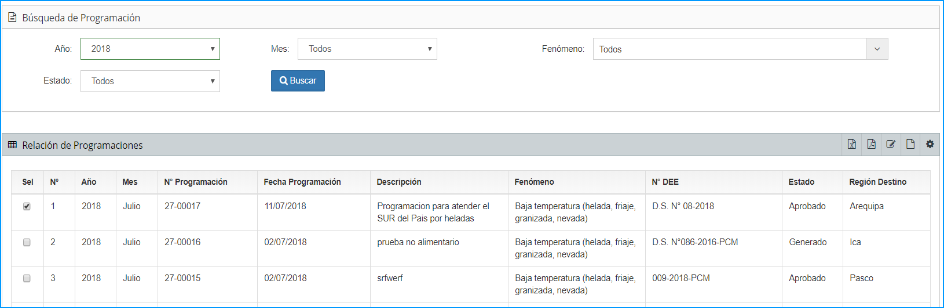 Búsqueda de Programación
Año: 2018 Mes: Todos Fenómeno: Todos
Estado: Todos Buscar
Relación de Programaciones
Sel Nº Año Mes N° Programación Fecha Programación Descripción Fenómeno N° DEE Estado Región Destino
1 2018 Julio 27-00017 11/07/2018 Programacion para atender el SUR del Pais por heladas Baja temperatura (helada, friaje, granizada, nevada) D.S. N° 08-2018 Aprobado Arequipa
2 2018 Julio 27-00016 02/07/2018 prueba no alimentario Baja temperatura (helada, friaje, granizada, nevada) D.S. N°086-2016-PCM Generado Ica
3 2018 Julio 27-00015 02/07/2018 srfwerf Baja temperatura (helada, friaje, granizada, nevada) 009-2018-PCM Aprobado Pasco